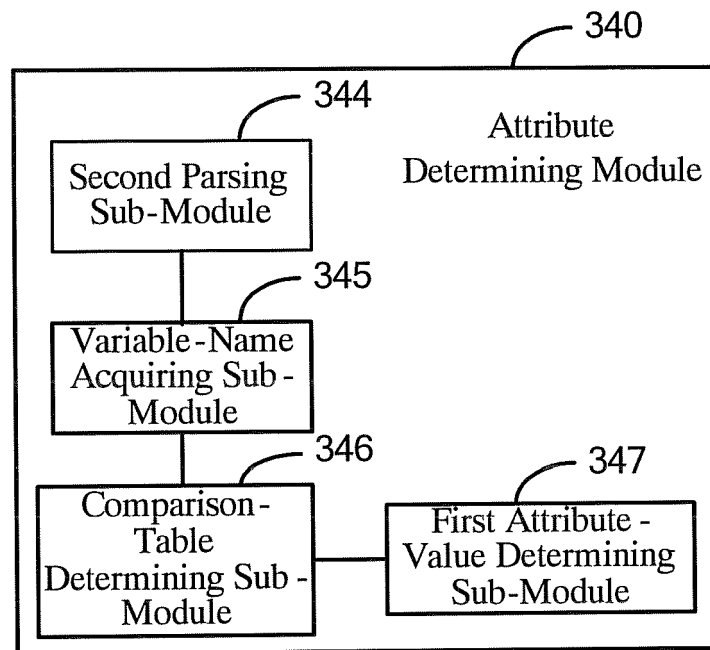 340
344
Attribute
Determining Module
Second Parsing
Sub-Module
345
Variable-Name
Acquiring Sub-
Module
346
347
Comparison-
Table
Determining Sub-
Module
First Attribute-
Value Determining
Sub-Module